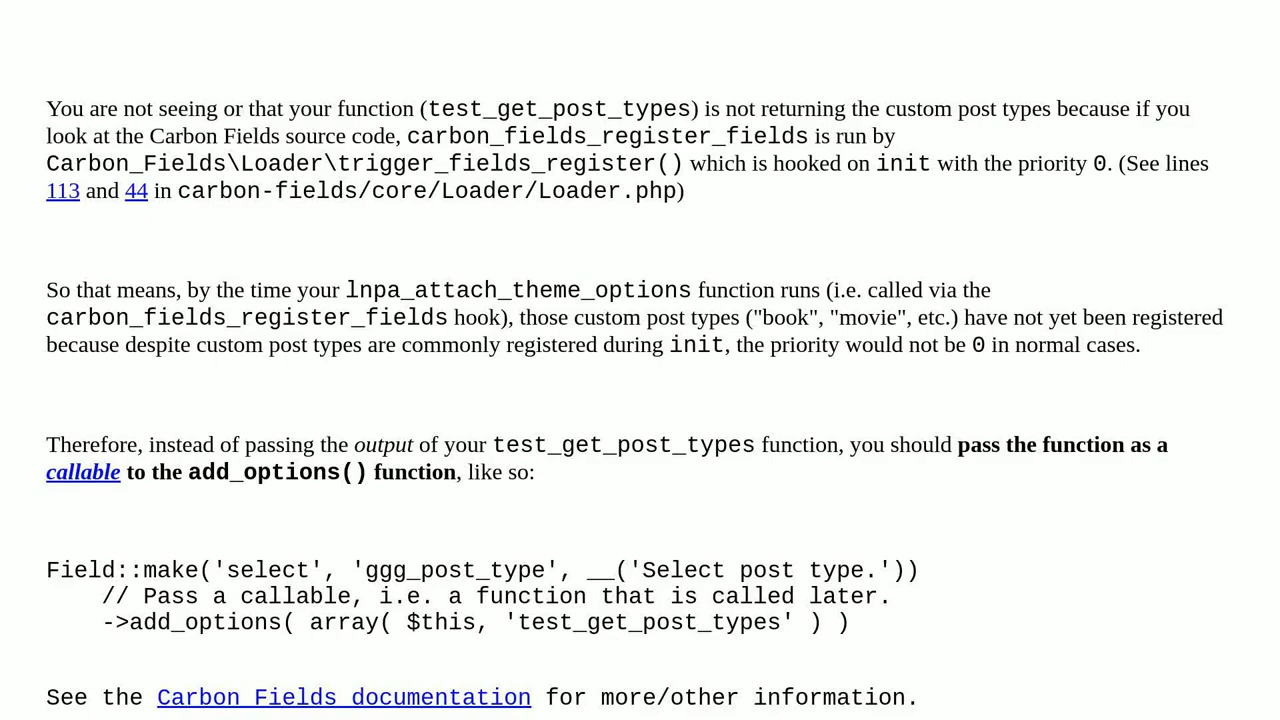 You are not seeing or that your function (test_get_post_types) is not returning the custom post types because if you
look at the Carbon Fields source code, carbon_fields_register_fields is run by
Carbon_Fields\Loader\trigger_fields_register() which is hooked on init with the priority 0. (See lines
113 and 44 in carbon-fields/core/Loader/Loader.php)
So that means, by the time your lnpa_attach_theme_options function runs (i.e. called via the
carbon_fields_register_fields hook), those custom post types ("book", "movie", etc.) have not yet been registered
because despite custom post types are commonly registered during init, the priority would not be 0 in normal cases.
Therefore, instead of passing the output of your test_get_post_types function, you should pass the function as a
callable to the add_options() function, like so:
Field::make('select', 'ggg_post_type', __('Select post type.'))
    // Pass a callable, i.e. a function that is called later.
    ->add_options( array( $this, 'test_get_post_types' ) )
See the Carbon Fields documentation for more/other information.